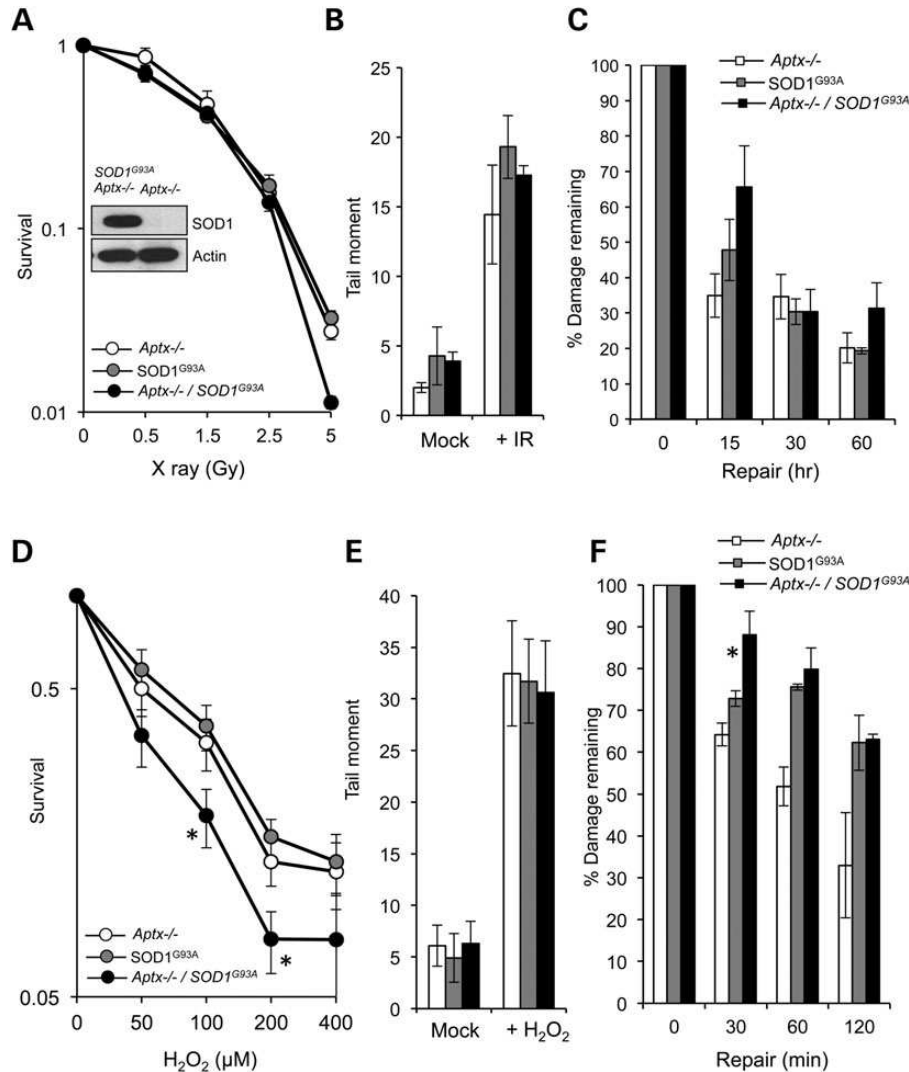 A
1
0.1
0.01
Survival
SOD1G93A
Aptx-/- Aptx-/-
SOD1
Actin
Aptx-/-
SOD1G93A
Aptx-/- / SOD1G93A
0 0.5 1.5 2.5 5
X ray (Gy)
B
25
20
15
10
5
0
Tail moment
Mock + IR
C
100
90
80
70
60
50
40
30
20
10
0
% Damage remaining
Aptx-/-
SOD1G93A
Aptx-/- / SOD1G93A
0 15 30 60
Repair (hr)
D
0.5
0.05
Survival
*
*
Aptx-/-
SOD1G93A
Aptx-/- / SOD1G93A
0 50 100 200 400
H2O2 (µM)
E
40
35
30
25
20
15
10
5
0
Tail moment
Mock + H2O2
F
Aptx-/-
SOD1G93A
Aptx-/- / SOD1G93A
100
90
80
70
60
50
40
30
20
10
0
% Damage remaining
*
0 30 60 120
Repair (min)